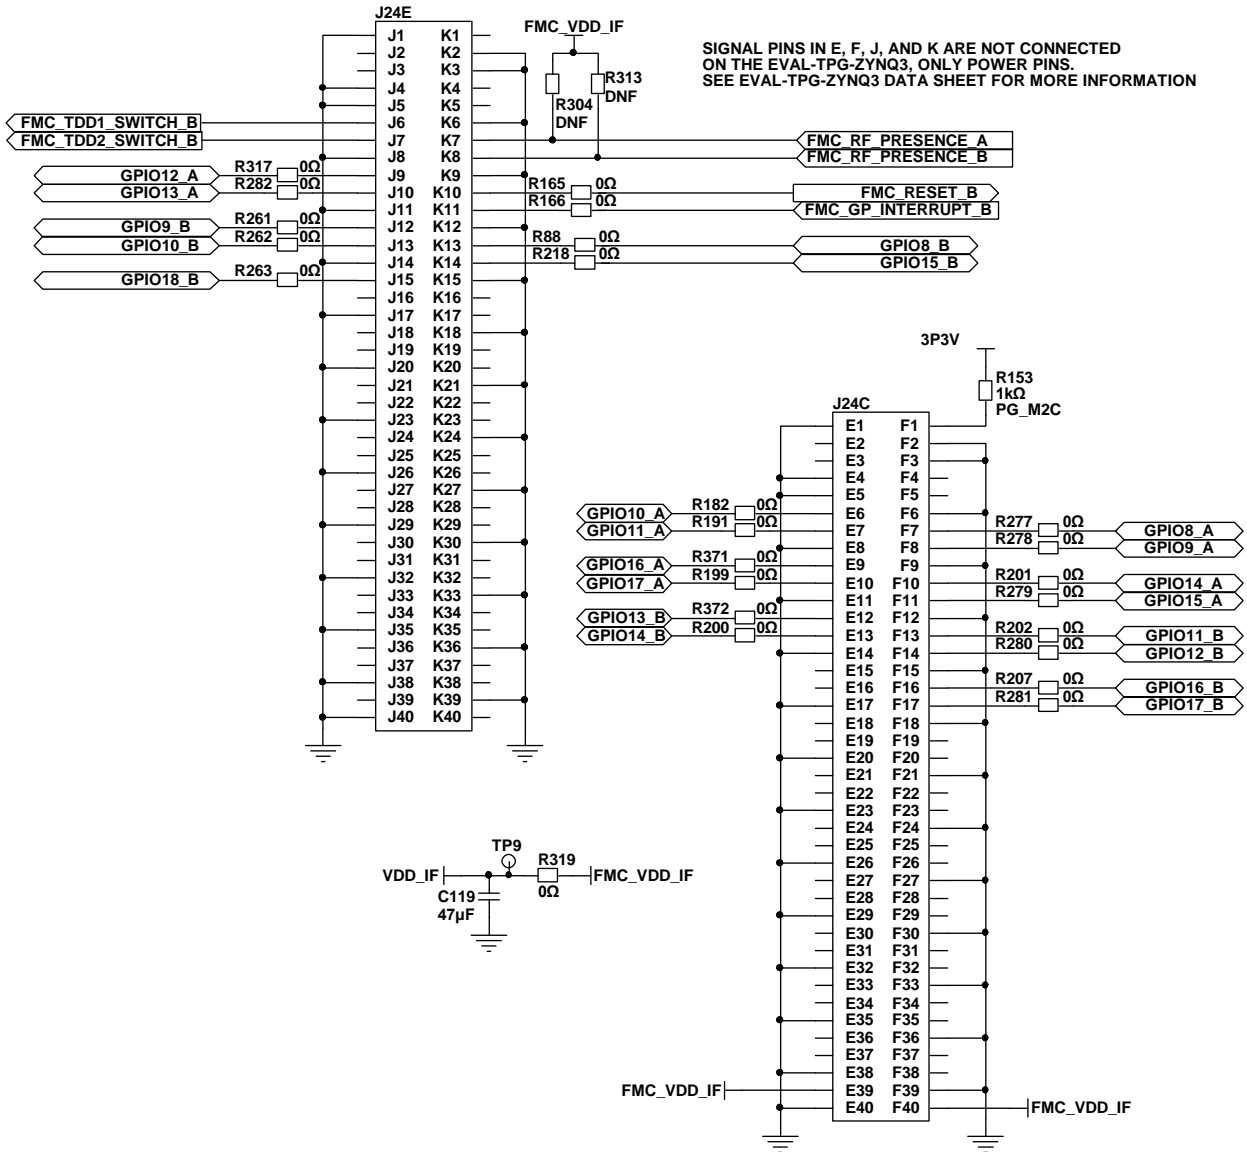 J24E
FMC_VDD_IF
SIGNAL PINS IN E, F, J, AND K ARE NOT CONNECTED
ON THE EVAL-TPG-ZYNQ3, ONLY POWER PINS.
SEE EVAL-TPG-ZYNQ3 DATA SHEET FOR MORE INFORMATION
R313
DNF
R304
DNF
J1 K1
J2 K2
J3 K3
J4 K4
J5 K5
FMC_TDD1_SWITCH_B J6 K6
FMC_TDD2_SWITCH_B J7 K7 FMC_RF_PRESENCE_A
J8 K8 FMC_RF_PRESENCE_B
GPIO12_A R317 0Ω J9 K9
GPIO13_A R282 0Ω J10 K10 R165 0Ω FMC_RESET_B
J11 K11 R166 0Ω FMC_GP_INTERRUPT_B
GPIO9_B R261 0Ω J12 K12
GPIO10_B R262 0Ω J13 K13 R88 0Ω GPIO8_B
J14 K14 R218 0Ω GPIO15_B
GPIO18_B R263 0Ω J15 K15
J16 K16
J17 K17
J18 K18
J19 K19
J20 K20
J21 K21
J22 K22
J23 K23
J24 K24
J25 K25
J26 K26
J27 K27
J28 K28
J29 K29
J30 K30
J31 K31
J32 K32
J33 K33
J34 K34
J35 K35
J36 K36
J37 K37
J38 K38
J39 K39
J40 K40
3P3V
R153
1kΩ
PG_M2C
J24C
E1 F1
E2 F2
E3 F3
E4 F4
E5 F5
GPIO10_A R182 0Ω E6 F6
GPIO11_A R191 0Ω E7 F7 R277 0Ω GPIO8_A
E8 F8 R278 0Ω GPIO9_A
GPIO16_A R371 0Ω E9 F9
GPIO17_A R199 0Ω E10 F10 R201 0Ω GPIO14_A
E11 F11 R279 0Ω GPIO15_A
GPIO13_B R372 0Ω E12 F12
GPIO14_B R200 0Ω E13 F13 R202 0Ω GPIO11_B
E14 F14 R280 0Ω GPIO12_B
E15 F15
E16 F16 R207 0Ω GPIO16_B
E17 F17 R281 0Ω GPIO17_B
E18 F18
E19 F19
E20 F20
E21 F21
E22 F22
E23 F23
E24 F24
E25 F25
E26 F26
E27 F27
E28 F28
E29 F29
E30 F30
E31 F31
E32 F32
E33 F33
E34 F34
E35 F35
E36 F36
E37 F37
E38 F38
FMC_VDD_IF E39 F39
E40 F40 FMC_VDD_IF
TP9
VDD_IF R319 FMC_VDD_IF
0Ω
C119
47µF